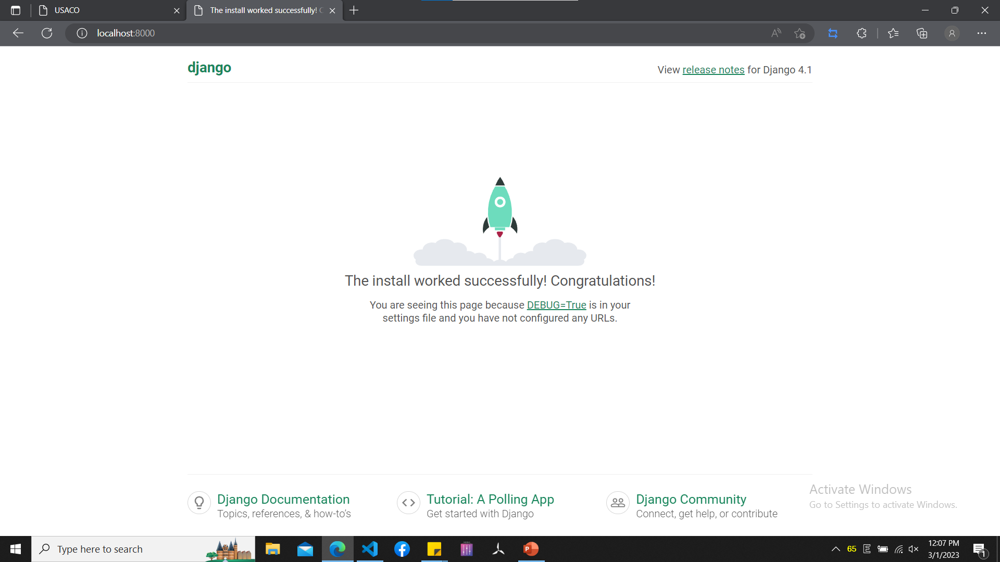 USACO
The install worked successfully! C
localhost:8000
django
View release notes for Django 4.1
The install worked successfully! Congratulations!
You are seeing this page because DEBUG=True is in your
settings file and you have not configured any URLs.
Django Documentation
Topics, references, & how-to's
Tutorial: A Polling App
Get started with Django
Django Community
Connect, get help, or contribute
Activate Windows
Go to Settings to activate Windows.
Type here to search
65
12:07 PM
3/1/2023
1